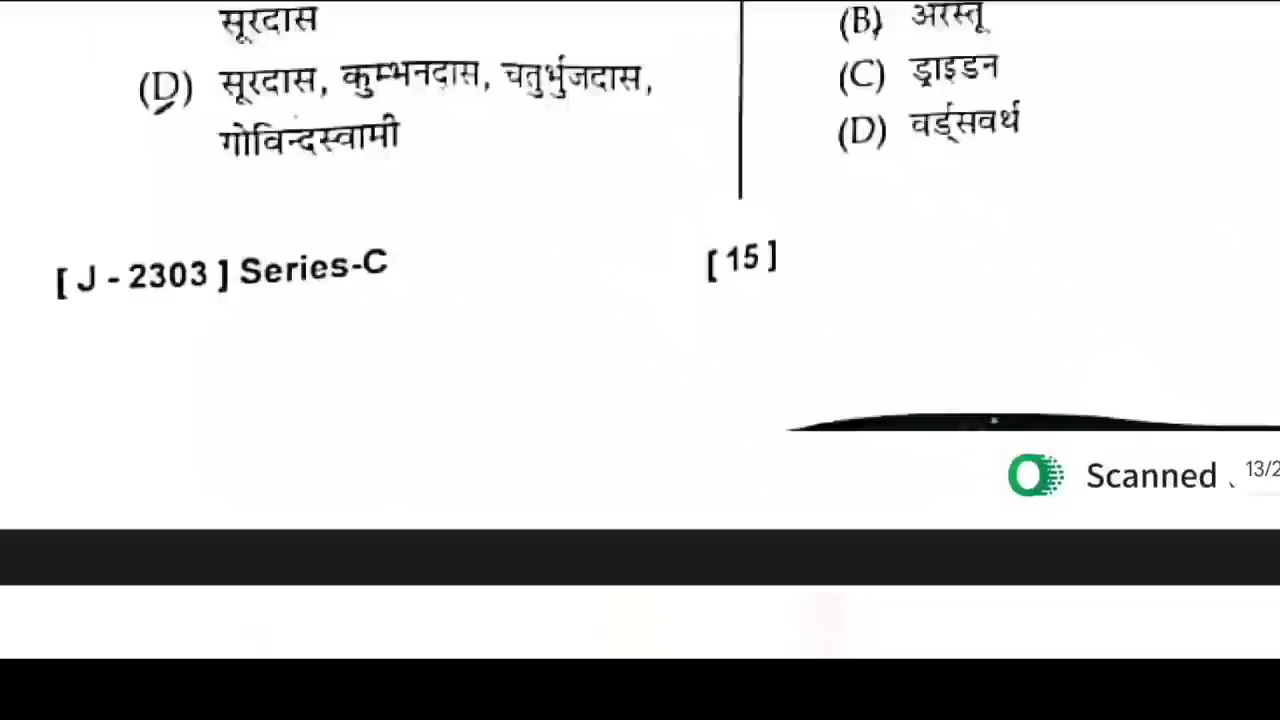 सूरदास
(D) सूरदास, कुम्भनदास, चतुर्भुजदास,
गोविन्दस्वामी
(B) अरस्तू
(C) ड्राइडन
(D) वर्ड्सवर्थ
[ J - 2303 ] Series-C
[ 15 ]
Scanned
13/2